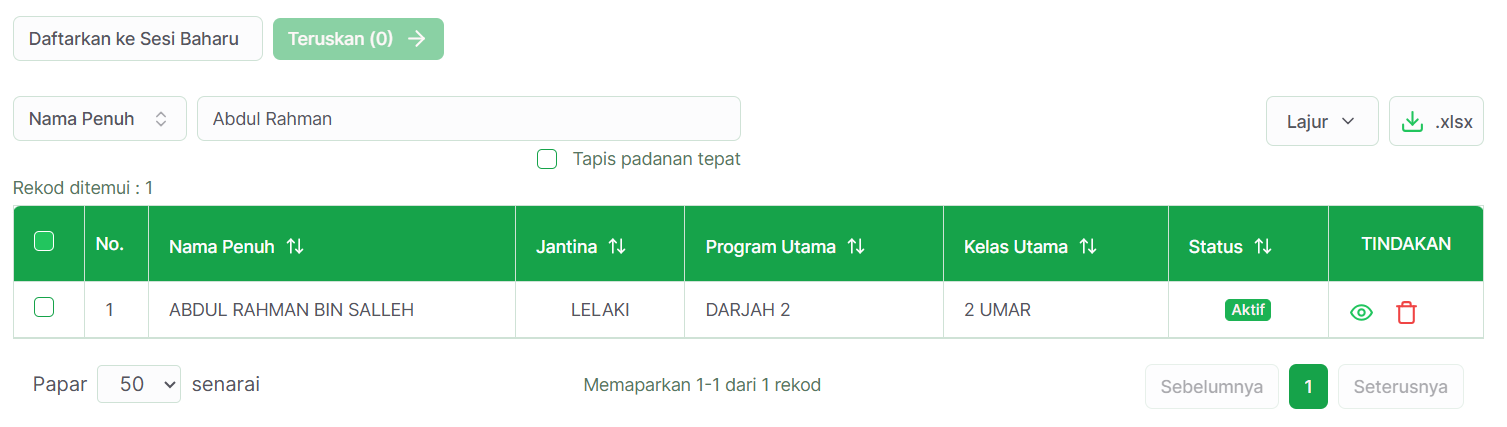 Daftarkan ke Sesi Baharu Teruskan (0)
Nama Penuh Abdul Rahman Lajur .xlsx
Tapis padanan tepat
Rekod ditemui : 1
No. Nama Penuh Jantina Program Utama Kelas Utama Status TINDAKAN
1 ABDUL RAHMAN BIN SALLEH LELAKI DARJAH 2 2 UMAR Aktif
Papar 50 senarai Memaparkan 1-1 dari 1 rekod Sebelumnya 1 Seterusnya